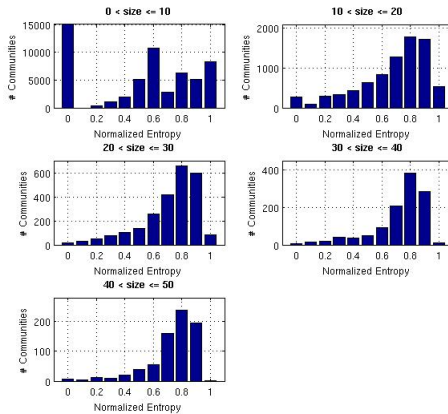 0 < size <= 10
15000
10000
5000
0
# Communities
0 0.2 0.4 0.6 0.8 1
Normalized Entropy
10 < size <= 20
2000
1000
0
# Communities
0 0.2 0.4 0.6 0.8 1
Normalized Entropy
20 < size <= 30
600
400
200
0
# Communities
0 0.2 0.4 0.6 0.8 1
Normalized Entropy
30 < size <= 40
400
200
0
# Communities
0 0.2 0.4 0.6 0.8 1
Normalized Entropy
40 < size <= 50
200
100
0
# Communities
0 0.2 0.4 0.6 0.8 1
Normalized Entropy